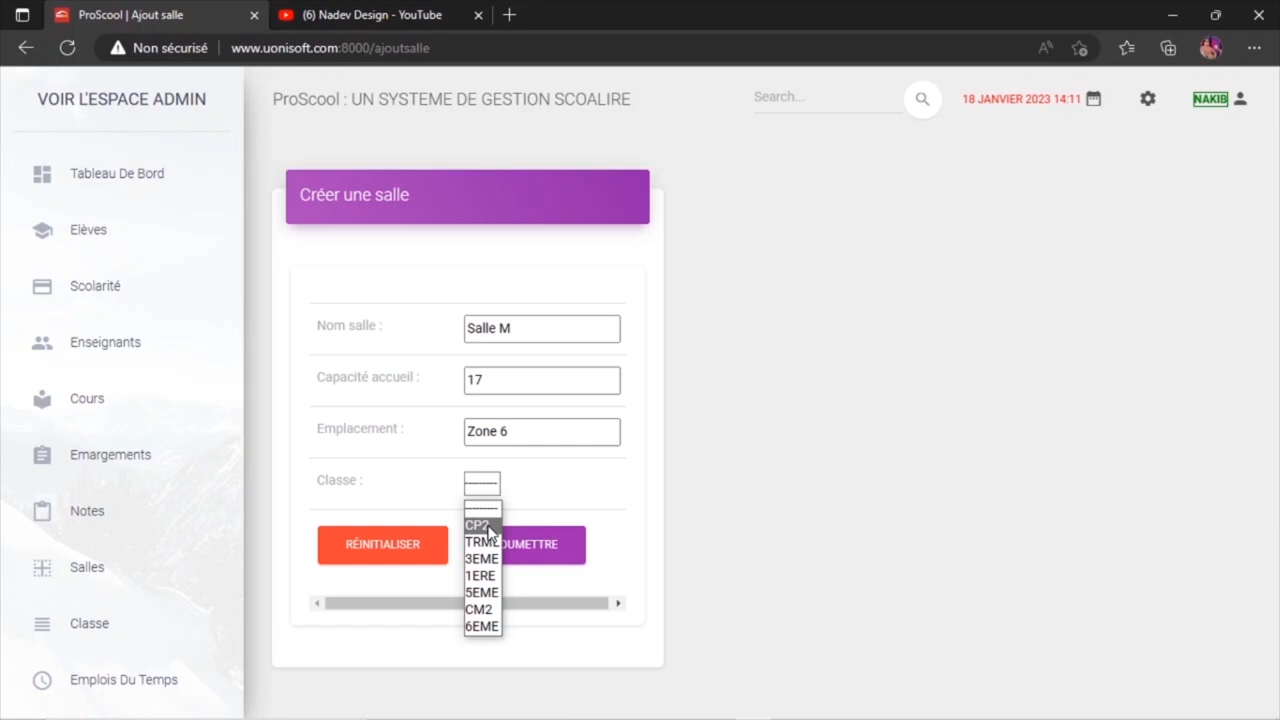 ProScool | Ajout salle
(6) Nadev Design - YouTube
Non sécurisé
www.uonisoft.com:8000/ajoutsalle
VOIR L'ESPACE ADMIN
ProScool : UN SYSTEME DE GESTION SCOALIRE
Search...
18 JANVIER 2023 14:11
NAKIB
Tableau De Bord
Elèves
Scolarité
Enseignants
Cours
Emargements
Notes
Salles
Classe
Emplois Du Temps
Créer une salle
Nom salle :
Salle M
Capacité accueil :
17
Emplacement :
Zone 6
Classe :
---------
---------
CP2
3EME
1ERE
5EME
CM2
6EME
RÉINITIALISER
OUMETTRE